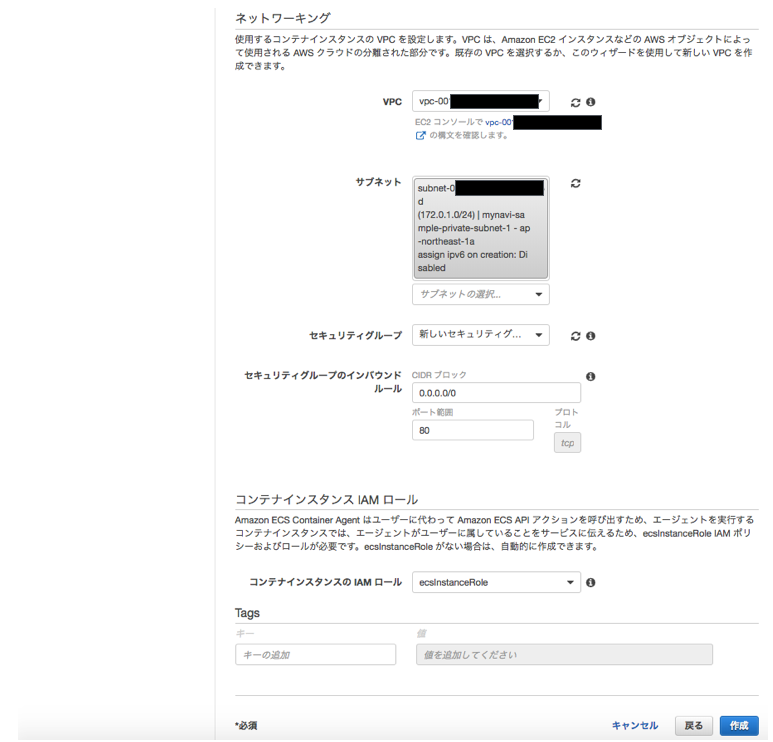 ネットワーキング
使用するコンテナインスタンスの VPC を設定します。VPC は、Amazon EC2 インスタンスなどの AWS オブジェクトによっ
て使用される AWS クラウドの分離された部分です。既存の VPC を選択するか、このウィザードを使用して新しい VPC を作
成できます。
VPC
vpc-00
EC2 コンソールで vpc-00
の構文を確認します。
サブネット
subnet-0
d
(172.0.1.0/24) | mynavi-sa
mple-private-subnet-1 - ap
-northeast-1a
assign ipv6 on creation: Di
sabled
サブネットの選択...
セキュリティグループ
新しいセキュリティグ...
セキュリティグループのインバウンド
ルール
CIDR ブロック
0.0.0.0/0
ポート範囲
80
プロト
コル
tcp
コンテナインスタンス IAM ロール
Amazon ECS Container Agent はユーザーに代わって Amazon ECS API アクションを呼び出すため、エージェントを実行する
コンテナインスタンスでは、エージェントがユーザーに属していることをサービスに伝えるため、ecsInstanceRole IAM ポリ
シーおよびロールが必要です。ecsInstanceRole がない場合は、自動的に作成できます。
コンテナインスタンスの IAM ロール
ecsInstanceRole
Tags
キー
値
キーの追加
値を追加してください
*必須
キャンセル
戻る
作成